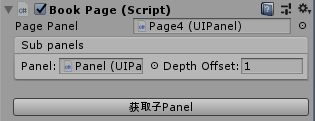 Book Page (Script)
Page Panel Page4 (UIPanel)
Sub panels
Panel: Panel (UIPa Depth Offset: 1
获取子Panel